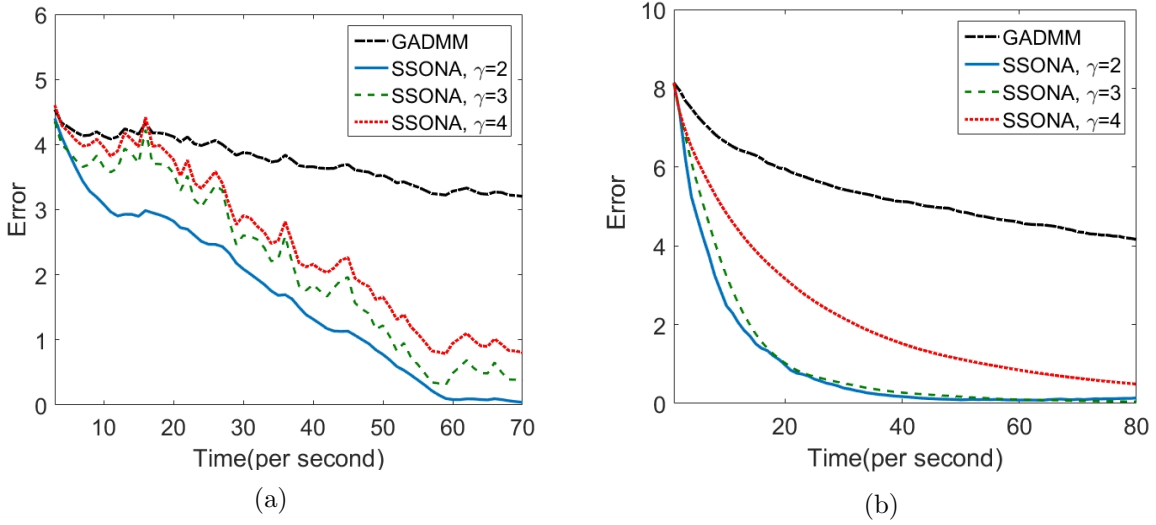 6
5
4
3
2
1
0
Error
10 20 30 40 50 60 70
Time(per second)
GADMM
SSONA, γ=2
SSONA, γ=3
SSONA, γ=4
(a)
10
8
6
4
2
0
Error
20 40 60 80
Time(per second)
GADMM
SSONA, γ=2
SSONA, γ=3
SSONA, γ=4
(b)